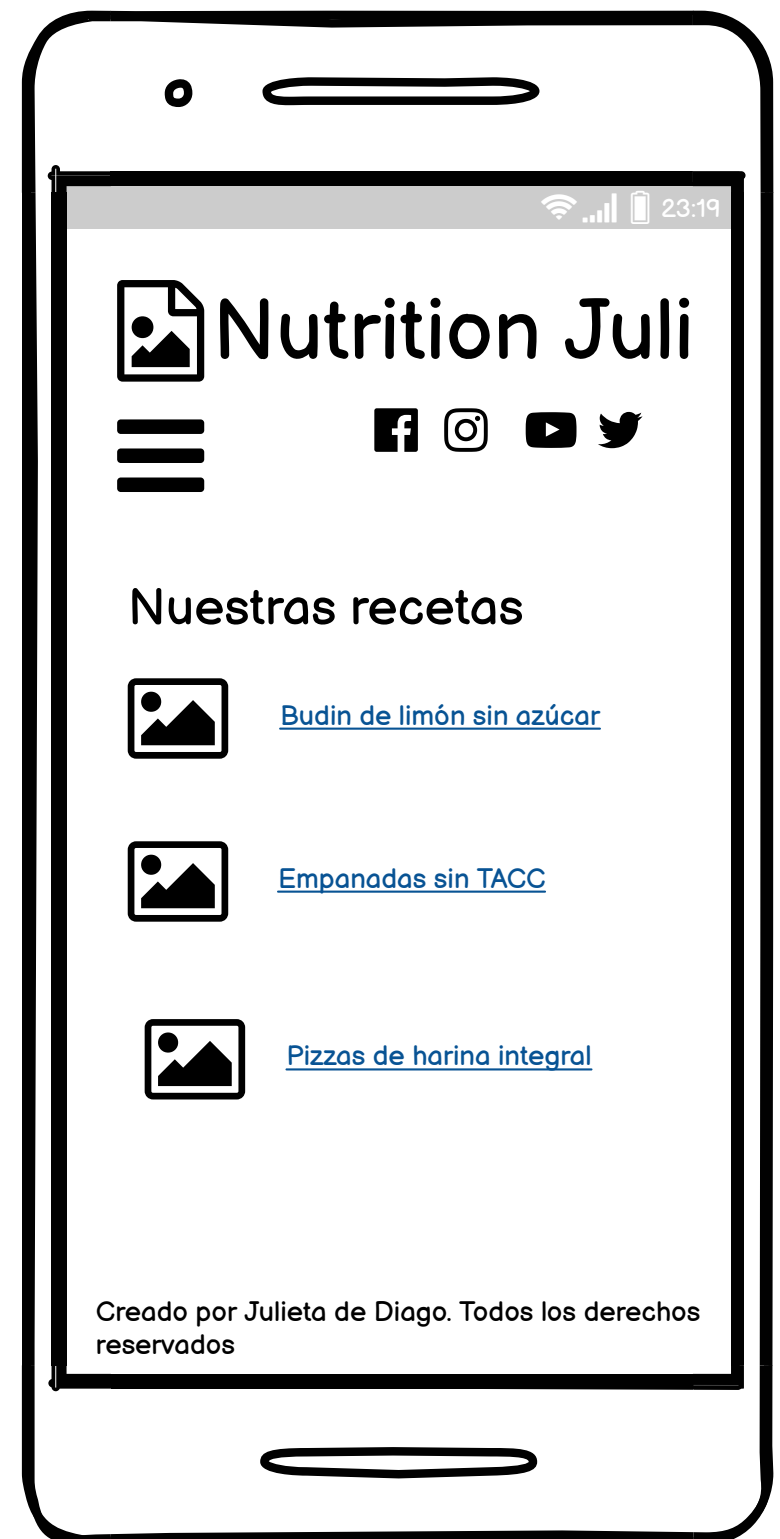 23:19
Nutrition Juli
Nuestras recetas
Budin de limón sin azúcar
Empanadas sin TACC
Pizzas de harina integral
Creado por Julieta de Diago. Todos los derechos
reservados